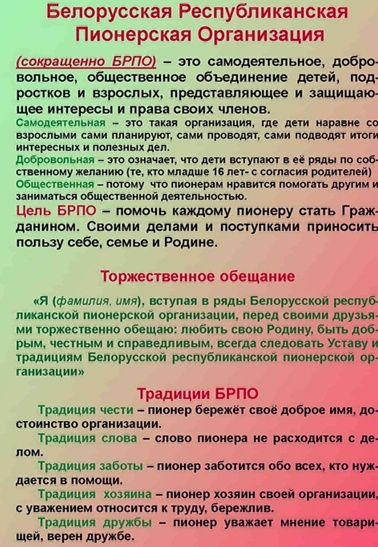 Белорусская Республиканская
Пионерская Организация
(сокращенно БРПО) – это самодеятельное, добро-
вольное, общественное объединение детей, под-
ростков и взрослых, представляющее и защищаю-
щее интересы и права своих членов.
Самодеятельная – это такая организация, где дети наравне со
взрослыми сами планируют, сами проводят, сами подводят итоги
интересных и полезных дел.
Добровольная – это означает, что дети вступают в её ряды по соб-
ственному желанию (те, кто младше 16 лет- с согласия родителей)
Общественная – потому что пионерам нравится помогать другим и
заниматься общественной деятельностью.
Цель БРПО – помочь каждому пионеру стать Граж-
данином. Своими делами и поступками приносить
пользу себе, семье и Родине.
Торжественное обещание
«Я (фамилия, имя), вступая в ряды Белорусской респуб-
ликанской пионерской организации, перед своими друзья-
ми торжественно обещаю: любить свою Родину, быть доб-
рым, честным и справедливым, всегда следовать Уставу и
традициям Белорусской республиканской пионерской ор-
ганизации»
Традиции БРПО
Традиция чести – пионер бережёт своё доброе имя, до-
стоинство организации.
Традиция слова – слово пионера не расходится с де-
лом.
Традиция заботы – пионер заботится обо всех, кто нуж-
дается в помощи.
Традиция хозяина – пионер хозяин своей организации,
с уважением относится к труду, бережлив.
Традиция дружбы – пионер уважает мнение товари-
щей, верен дружбе.